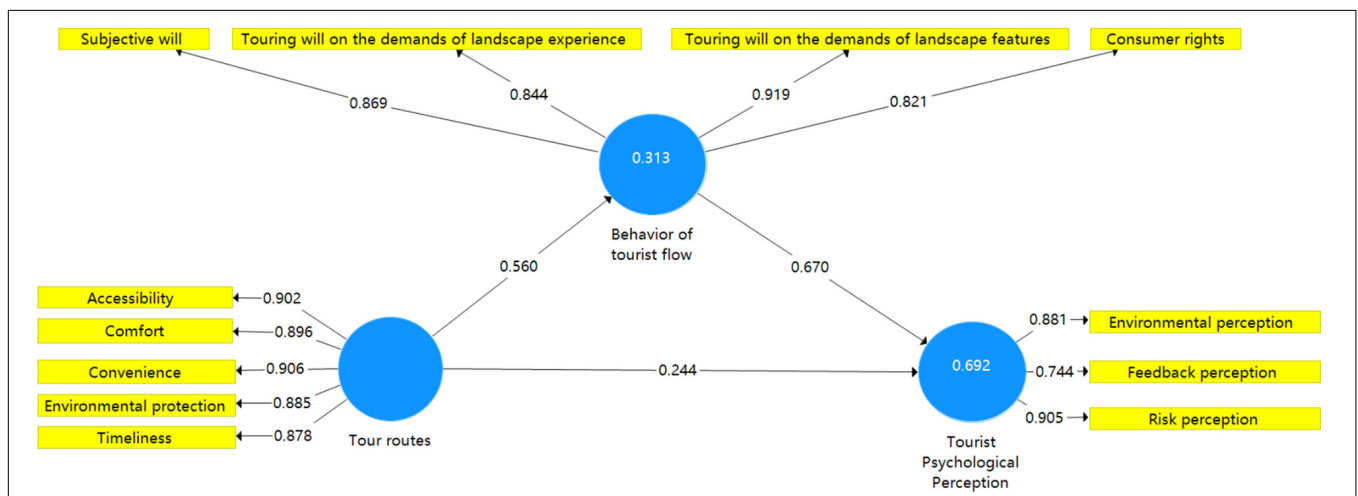 Subjective will
Touring will on the demands of landscape experience
Touring will on the demands of landscape features
Consumer rights
0.869
0.844
0.919
0.821
0.313
Behavior of
tourist flow
0.560
0.670
Accessibility
0.902
Comfort
0.896
Convenience
0.906
Environmental protection
0.885
Timeliness
0.878
Tour routes
0.244
0.692
Tourist
Psychological
Perception
0.881
Environmental perception
0.744
Feedback perception
0.905
Risk perception